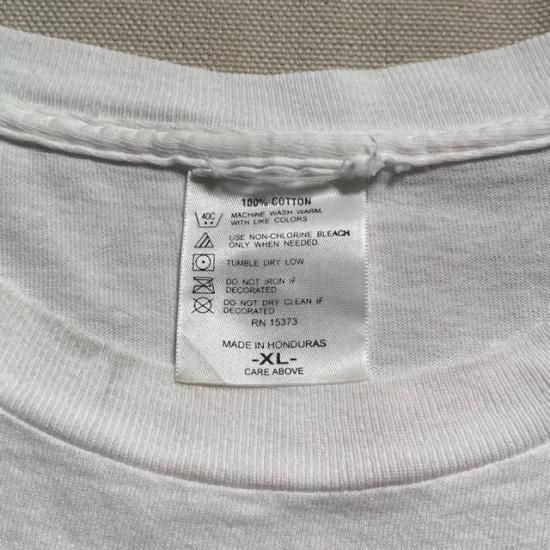 100% COTTON
40C MACHINE WASH WARM.
WITH LIKE COLORS
USE NON-CHLORINE BLEACH
ONLY WHEN NEEDED.
TUMBLE DRY LOW
DO NOT IRON IF
DECORATED
DO NOT DRY CLEAN IF
DECORATED.
RN 15373
MADE IN HONDURAS
-XL-
CARE ABOVE